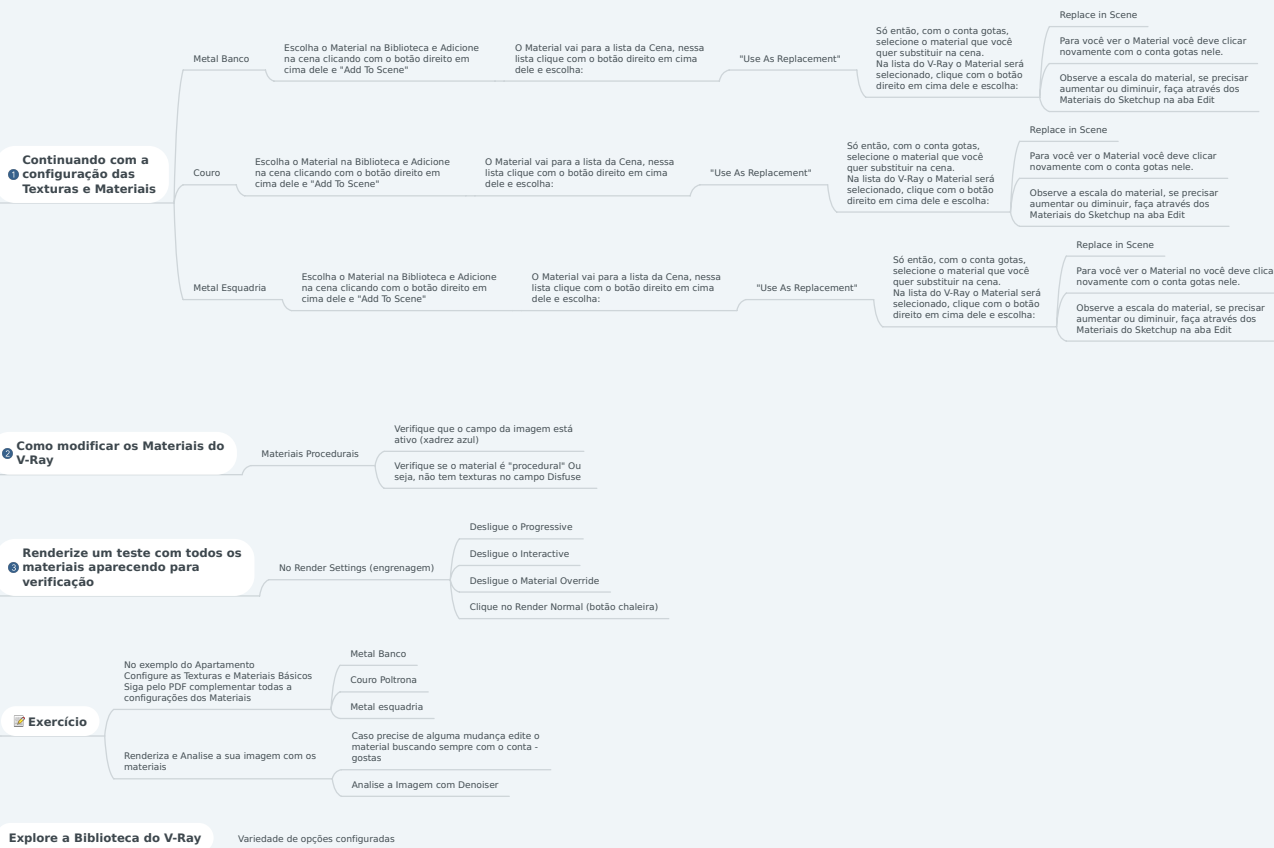 1
Continuando com a
configuração das
Texturas e Materiais
Metal Banco
Escolha o Material na Biblioteca e Adicione
na cena clicando com o botão direito em
cima dele e "Add To Scene"
O Material vai para a lista da Cena, nessa
lista clique com o botão direito em cima
dele e escolha:
"Use As Replacement"
Só então, com o conta gotas,
selecione o material que você
quer substituir na cena.
Na lista do V-Ray o Material será
selecionado, clique com o botão
direito em cima dele e escolha:
Replace in Scene
Para você ver o Material você deve clicar
novamente com o conta gotas nele.
Observe a escala do material, se precisar
aumentar ou diminuir, faça através dos
Materiais do Sketchup na aba Edit
Couro
Escolha o Material na Biblioteca e Adicione
na cena clicando com o botão direito em
cima dele e "Add To Scene"
O Material vai para a lista da Cena, nessa
lista clique com o botão direito em cima
dele e escolha:
"Use As Replacement"
Só então, com o conta gotas,
selecione o material que você
quer substituir na cena.
Na lista do V-Ray o Material será
selecionado, clique com o botão
direito em cima dele e escolha:
Replace in Scene
Para você ver o Material você deve clicar
novamente com o conta gotas nele.
Observe a escala do material, se precisar
aumentar ou diminuir, faça através dos
Materiais do Sketchup na aba Edit
Metal Esquadria
Escolha o Material na Biblioteca e Adicione
na cena clicando com o botão direito em
cima dele e "Add To Scene"
O Material vai para a lista da Cena, nessa
lista clique com o botão direito em cima
dele e escolha:
"Use As Replacement"
Só então, com o conta gotas,
selecione o material que você
quer substituir na cena.
Na lista do V-Ray o Material será
selecionado, clique com o botão
direito em cima dele e escolha:
Replace in Scene
Para você ver o Material no você deve clica
novamente com o conta gotas nele.
Observe a escala do material, se precisar
aumentar ou diminuir, faça através dos
Materiais do Sketchup na aba Edit
2
Como modificar os Materiais do
V-Ray
Materiais Procedurais
Verifique que o campo da imagem está
ativo (xadrez azul)
Verifique se o material é "procedural" Ou
seja, não tem texturas no campo Disfuse
3
Renderize um teste com todos os
materiais aparecendo para
verificação
No Render Settings (engrenagem)
Desligue o Progressive
Desligue o Interactive
Desligue o Material Override
Clique no Render Normal (botão chaleira)
Exercício
No exemplo do Apartamento
Configure as Texturas e Materiais Básicos
Siga pelo PDF complementar todas a
configurações dos Materiais
Metal Banco
Couro Poltrona
Metal esquadria
Renderiza e Analise a sua imagem com os
materiais
Caso precise de alguma mudança edite o
material buscando sempre com o conta -
gostas
Analise a Imagem com Denoiser
Explore a Biblioteca do V-Ray
Variedade de opções configuradas